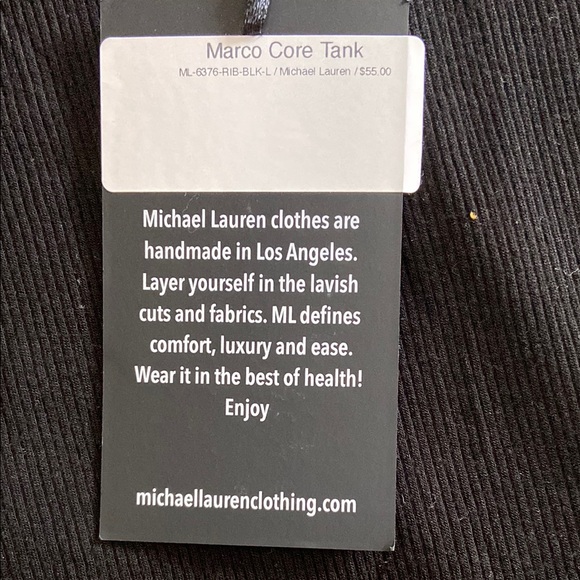 Marco Core Tank
ML-6376-RIB-BLK-L / Michael Lauren / $55.00
Michael Lauren clothes are
handmade in Los Angeles.
Layer yourself in the lavish
cuts and fabrics. ML defines
comfort, luxury and ease.
Wear it in the best of health!
Enjoy
michaellaurenclothing.com